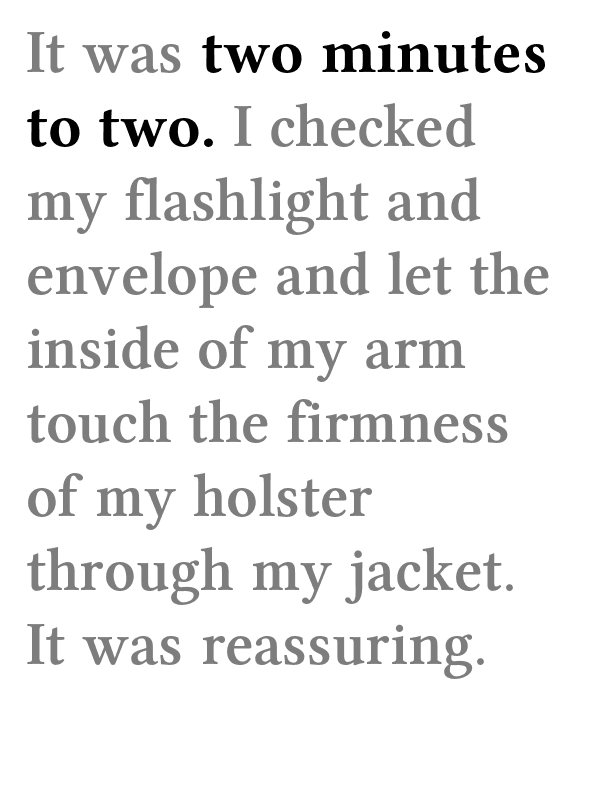 It was two minutes
to two. I checked
my flashlight and
envelope and let the
inside of my arm
touch the firmness
of my holster
through my jacket.
It was reassuring.